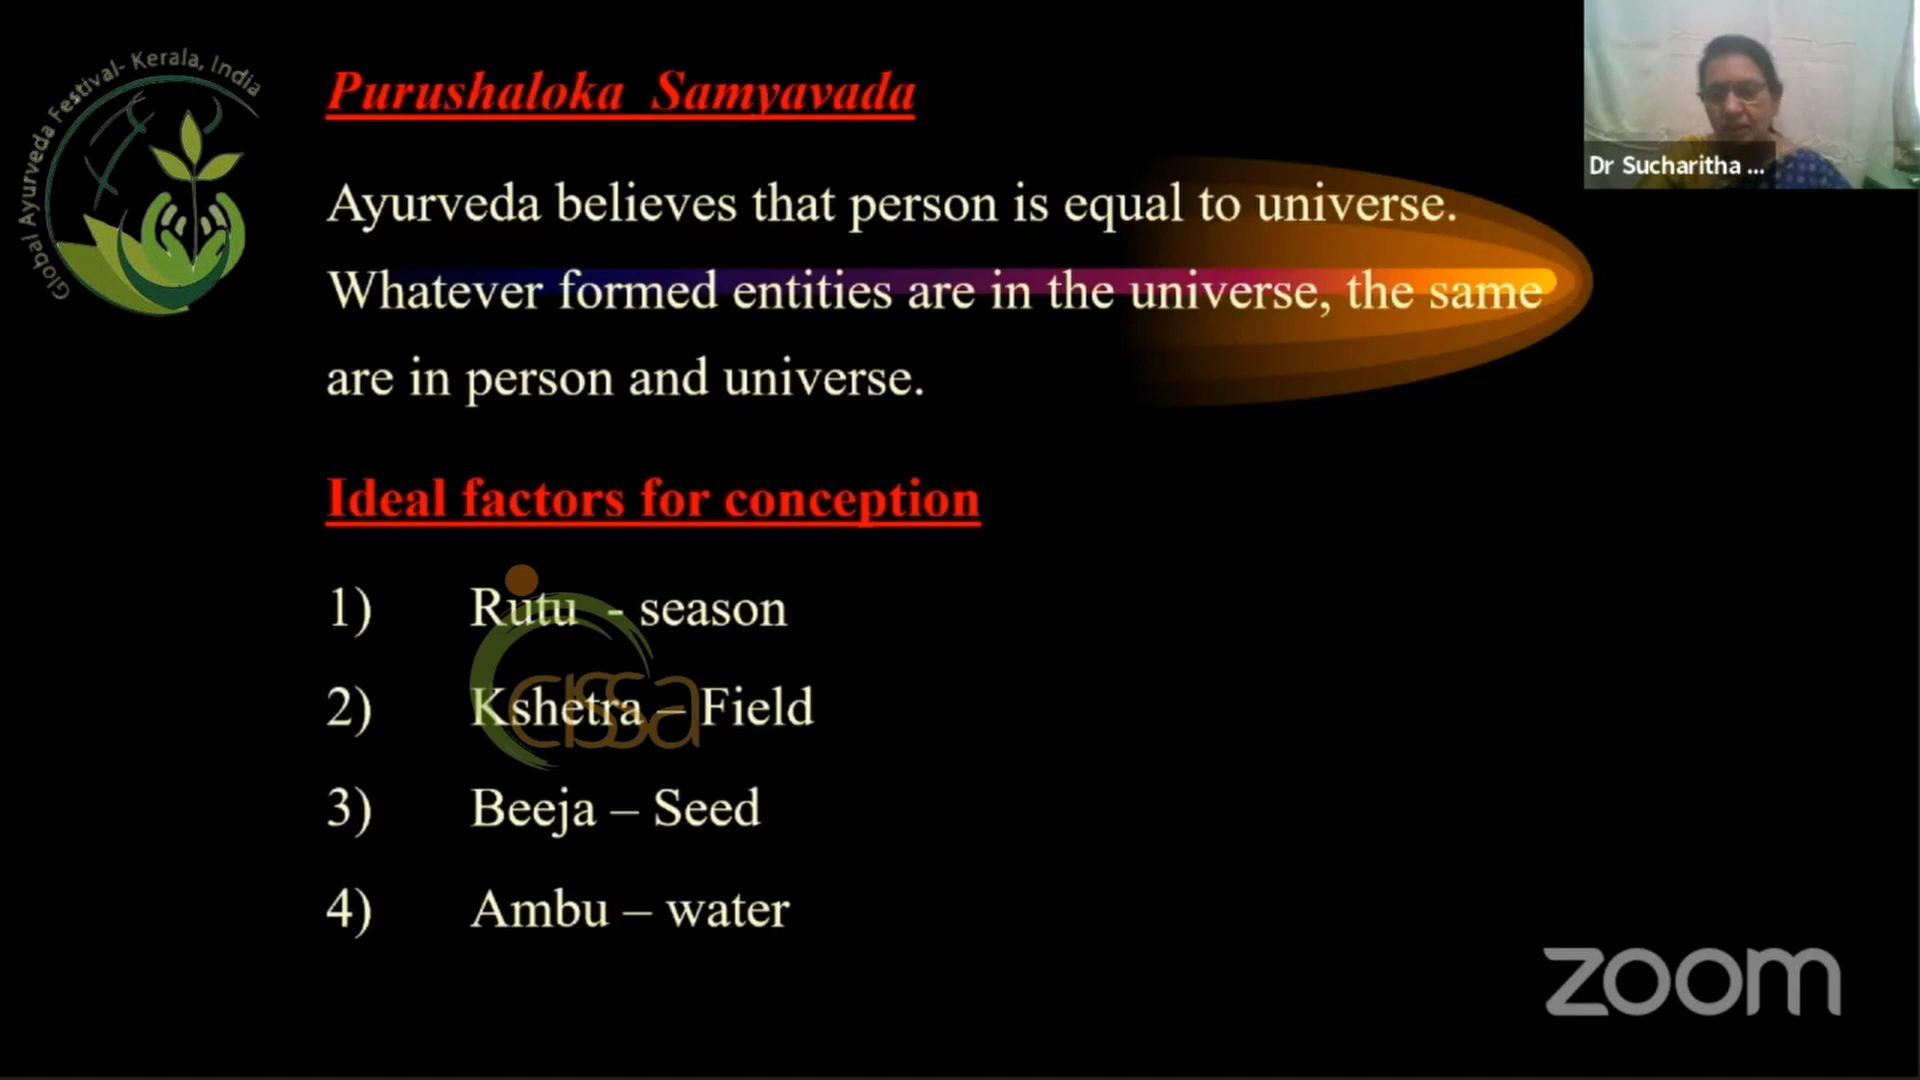 Global Ayurveda Festival- Kerala, India
Purushaloka Samyavada
Ayurveda believes that person is equal to universe.
Whatever formed entities are in the universe, the same
are in person and universe.
Ideal factors for conception
1) Rutu - season
2) Kshetra – Field
3) Beeja – Seed
4) Ambu – water
cissa
Dr Sucharitha ...
zoom